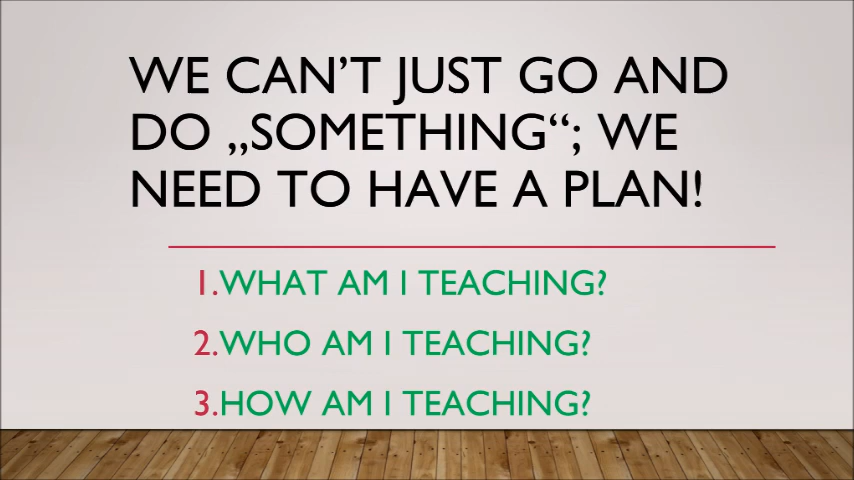 WE CAN'T JUST GO AND
DO „SOMETHING“; WE
NEED TO HAVE A PLAN!
1.WHAT AM I TEACHING?
2.WHO AM I TEACHING?
3.HOW AM I TEACHING?